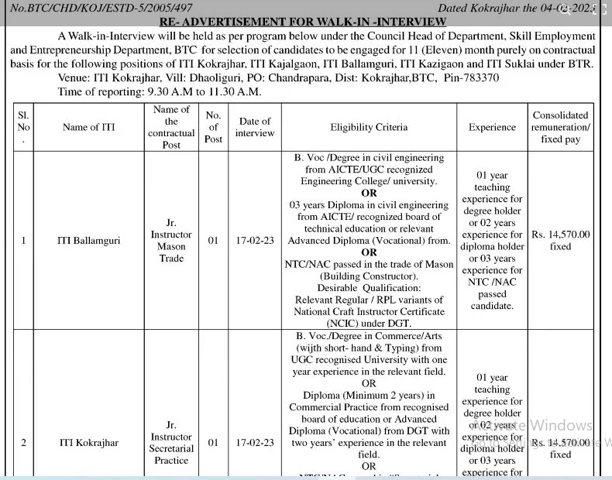 No.BTC/CHD/KOJ/ESTD-5/2005/497 Dated Kokrajhar the 04-02-2023
RE- ADVERTISEMENT FOR WALK-IN -INTERVIEW
A Walk-in-Interview will be held as per program below under the Council Head of Department, Skill Employment
and Entrepreneurship Department, BTC for selection of candidates to be engaged for 11 (Eleven) month purely on contractual
basis for the following positions of ITI Kokrajhar, ITI Kajalgaon, ITI Ballamguri, ITI Kazigaon and ITI Suklai under BTR.
Venue: ITI Kokrajhar, Vill: Dhaoliguri, PO: Chandrapara, Dist: Kokrajhar,BTC, Pin-783370
Time of reporting: 9.30 A.M to 11.30 A.M.
Sl.
No
.
Name of ITI
Name of
the
contractual
Post
No.
of
Post
Date of
interview
Eligibility Criteria
Experience
Consolidated
remuneration/
fixed pay
1
ITI Ballamguri
Jr.
Instructor
Mason
Trade
01
17-02-23
B. Voc /Degree in civil engineering
from AICTE/UGC recognized
Engineering College/ university.
OR
03 years Diploma in civil engineering
from AICTE/ recognized board of
technical education or relevant
Advanced Diploma (Vocational) from.
OR
NTC/NAC passed in the trade of Mason
(Building Constructor).
Desirable Qualification:
Relevant Regular / RPL variants of
National Craft Instructor Certificate
(NCIC) under DGT.
01 year
teaching
experience for
degree holder
or 02 years
experience for
diploma holder
or 03 years
experience for
NTC /NAC
passed
candidate.
Rs. 14,570.00
fixed
2
ITI Kokrajhar
Jr.
Instructor
Secretarial
Practice
01
17-02-23
B. Voc./Degree in Commerce/Arts
(wijth short- hand & Typing) from
UGC recognised University with one
year experience in the relevant field.
OR
Diploma (Minimum 2 years) in
Commercial Practice from recognised
board of education or Advanced
Diploma (Vocational) from DGT with
two years' experience in the relevant
field.
OR
01 year
teaching
experience for
degree holder
or 02 years
experience for
diploma holder
or 03 years
experience for
Rs. 14,570.00
fixed
Activate Windows